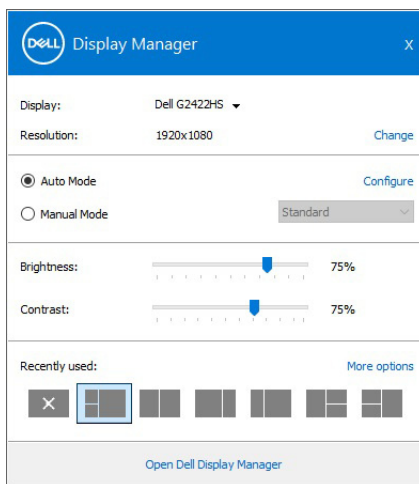 DELL Display Manager X
Display: Dell G2422HS
Resolution: 1920x1080 Change
Auto Mode Configure
Manual Mode Standard
Brightness: 75%
Contrast: 75%
Recently used: More options
Open Dell Display Manager